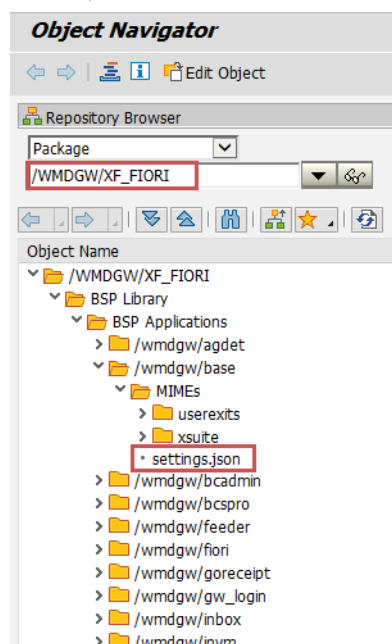 Object Navigator
Edit Object
Repository Browser
Package
/WMDGW/XF_FIORI
Object Name
/WMDGW/XF_FIORI
BSP Library
BSP Applications
/wmdgw/agdet
/wmdgw/base
MIMEs
userexits
xsuite
settings.json
/wmdgw/bcadmin
/wmdgw/bcspro
/wmdgw/feeder
/wmdgw/fiori
/wmdgw/goreceipt
/wmdgw/gw_login
/wmdgw/inbox
/wmdgw/invm